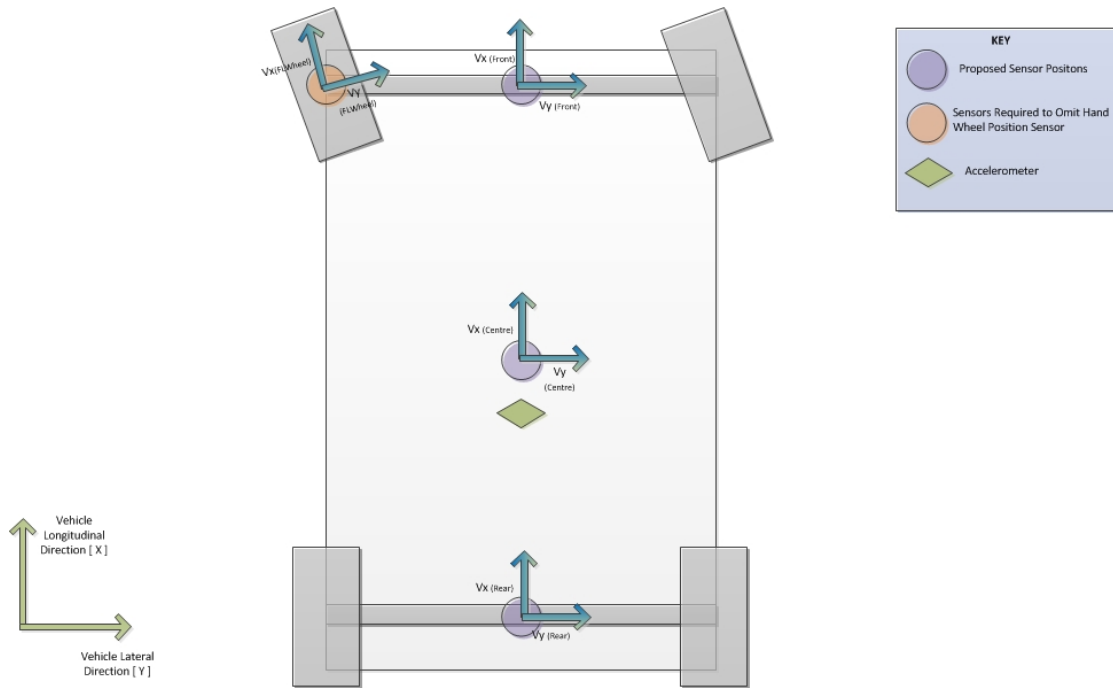 Vx(FLWheel)
Vy
(FLWheel)
Vx (Front)
Vy (Front)
KEY
Proposed Sensor Positons
Sensors Required to Omit Hand
Wheel Position Sensor
Accelerometer
Vx (Centre)
Vy
(Centre)
Vehicle
Longitudinal
Direction [ X ]
Vehicle Lateral
Direction [ Y ]
Vx (Rear)
Vy (Rear)